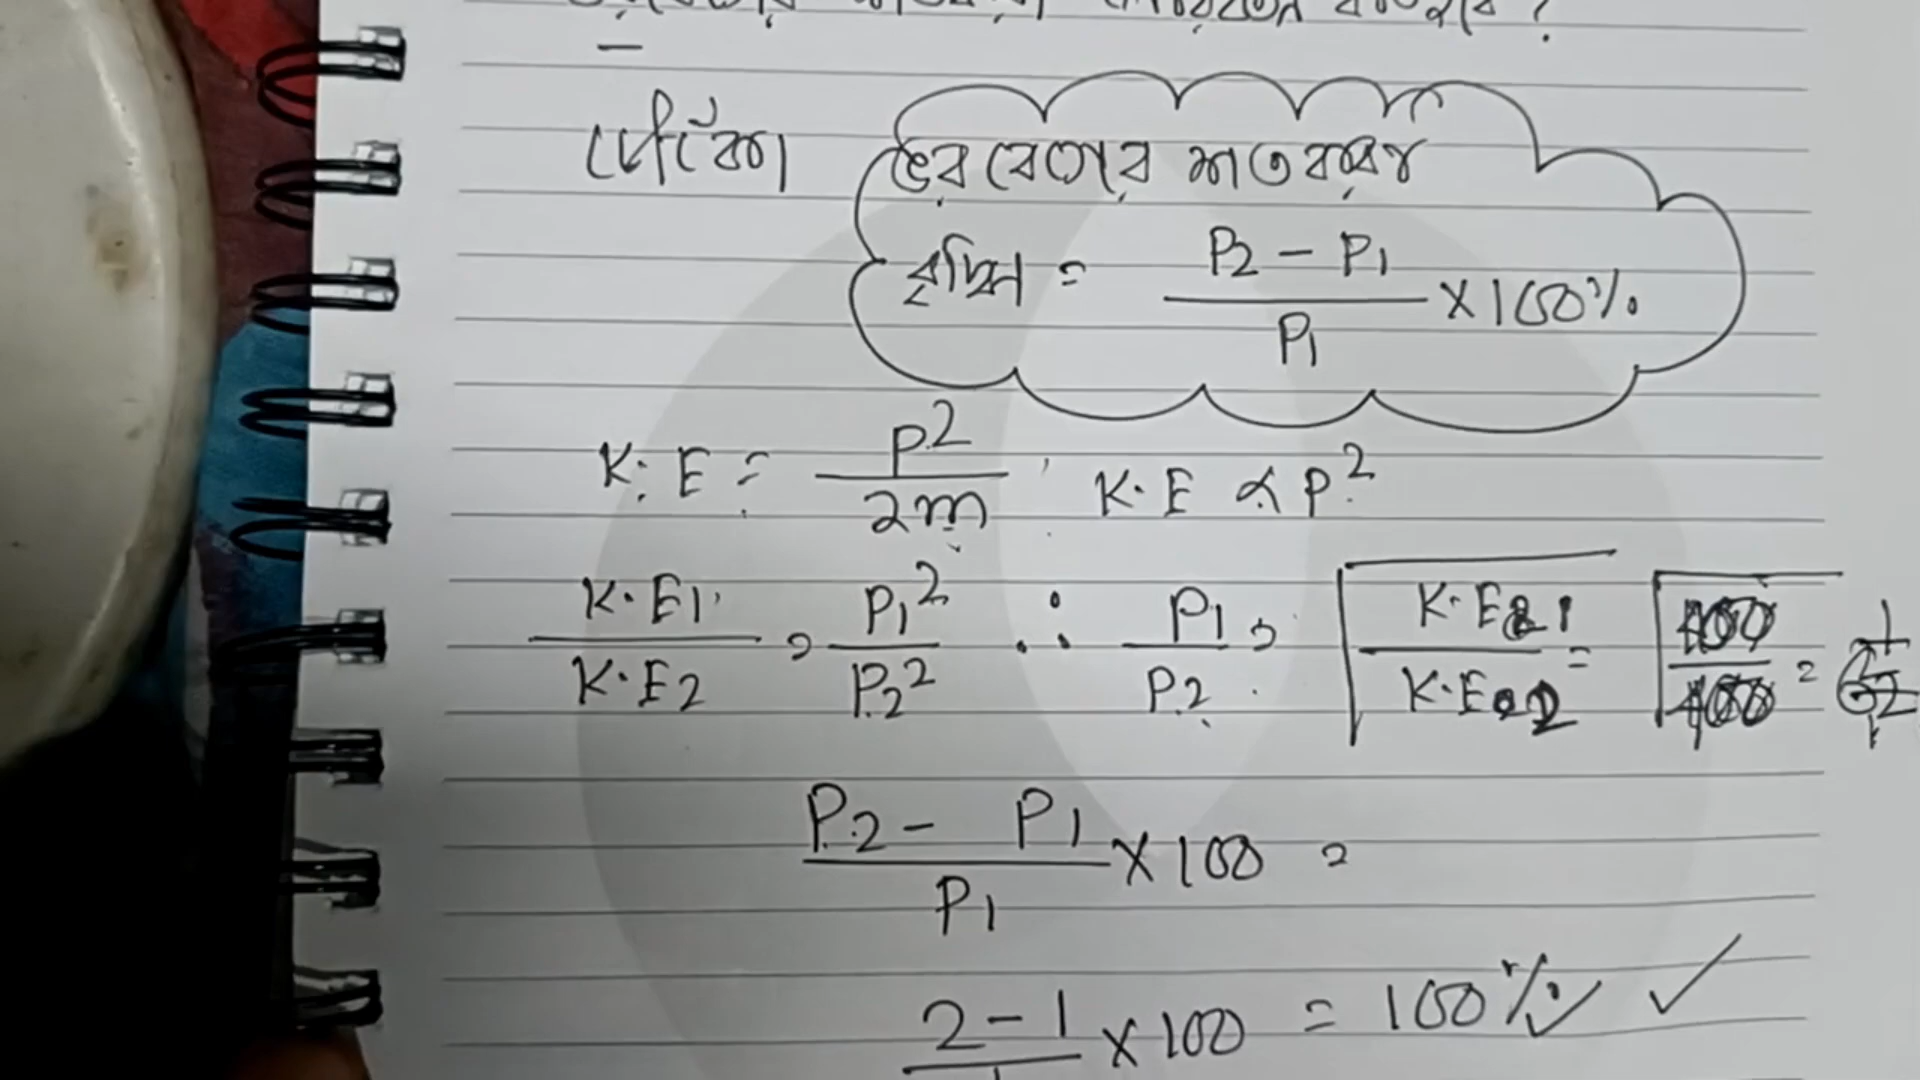 ভরবেগের শতকরা
বৃদ্ধি = P2 - P1 / P1 × 100%
K.E = P² / 2m , K.E ∝ P²
K.E1 / K.E2 = P1² / P2² ∴ P1 / P2 = √(K.E1 / K.E2) = √(100 / 400) = 1/2
P2 - P1 / P1 × 100 =
2 - 1 / 1 × 100 = 100% ✓